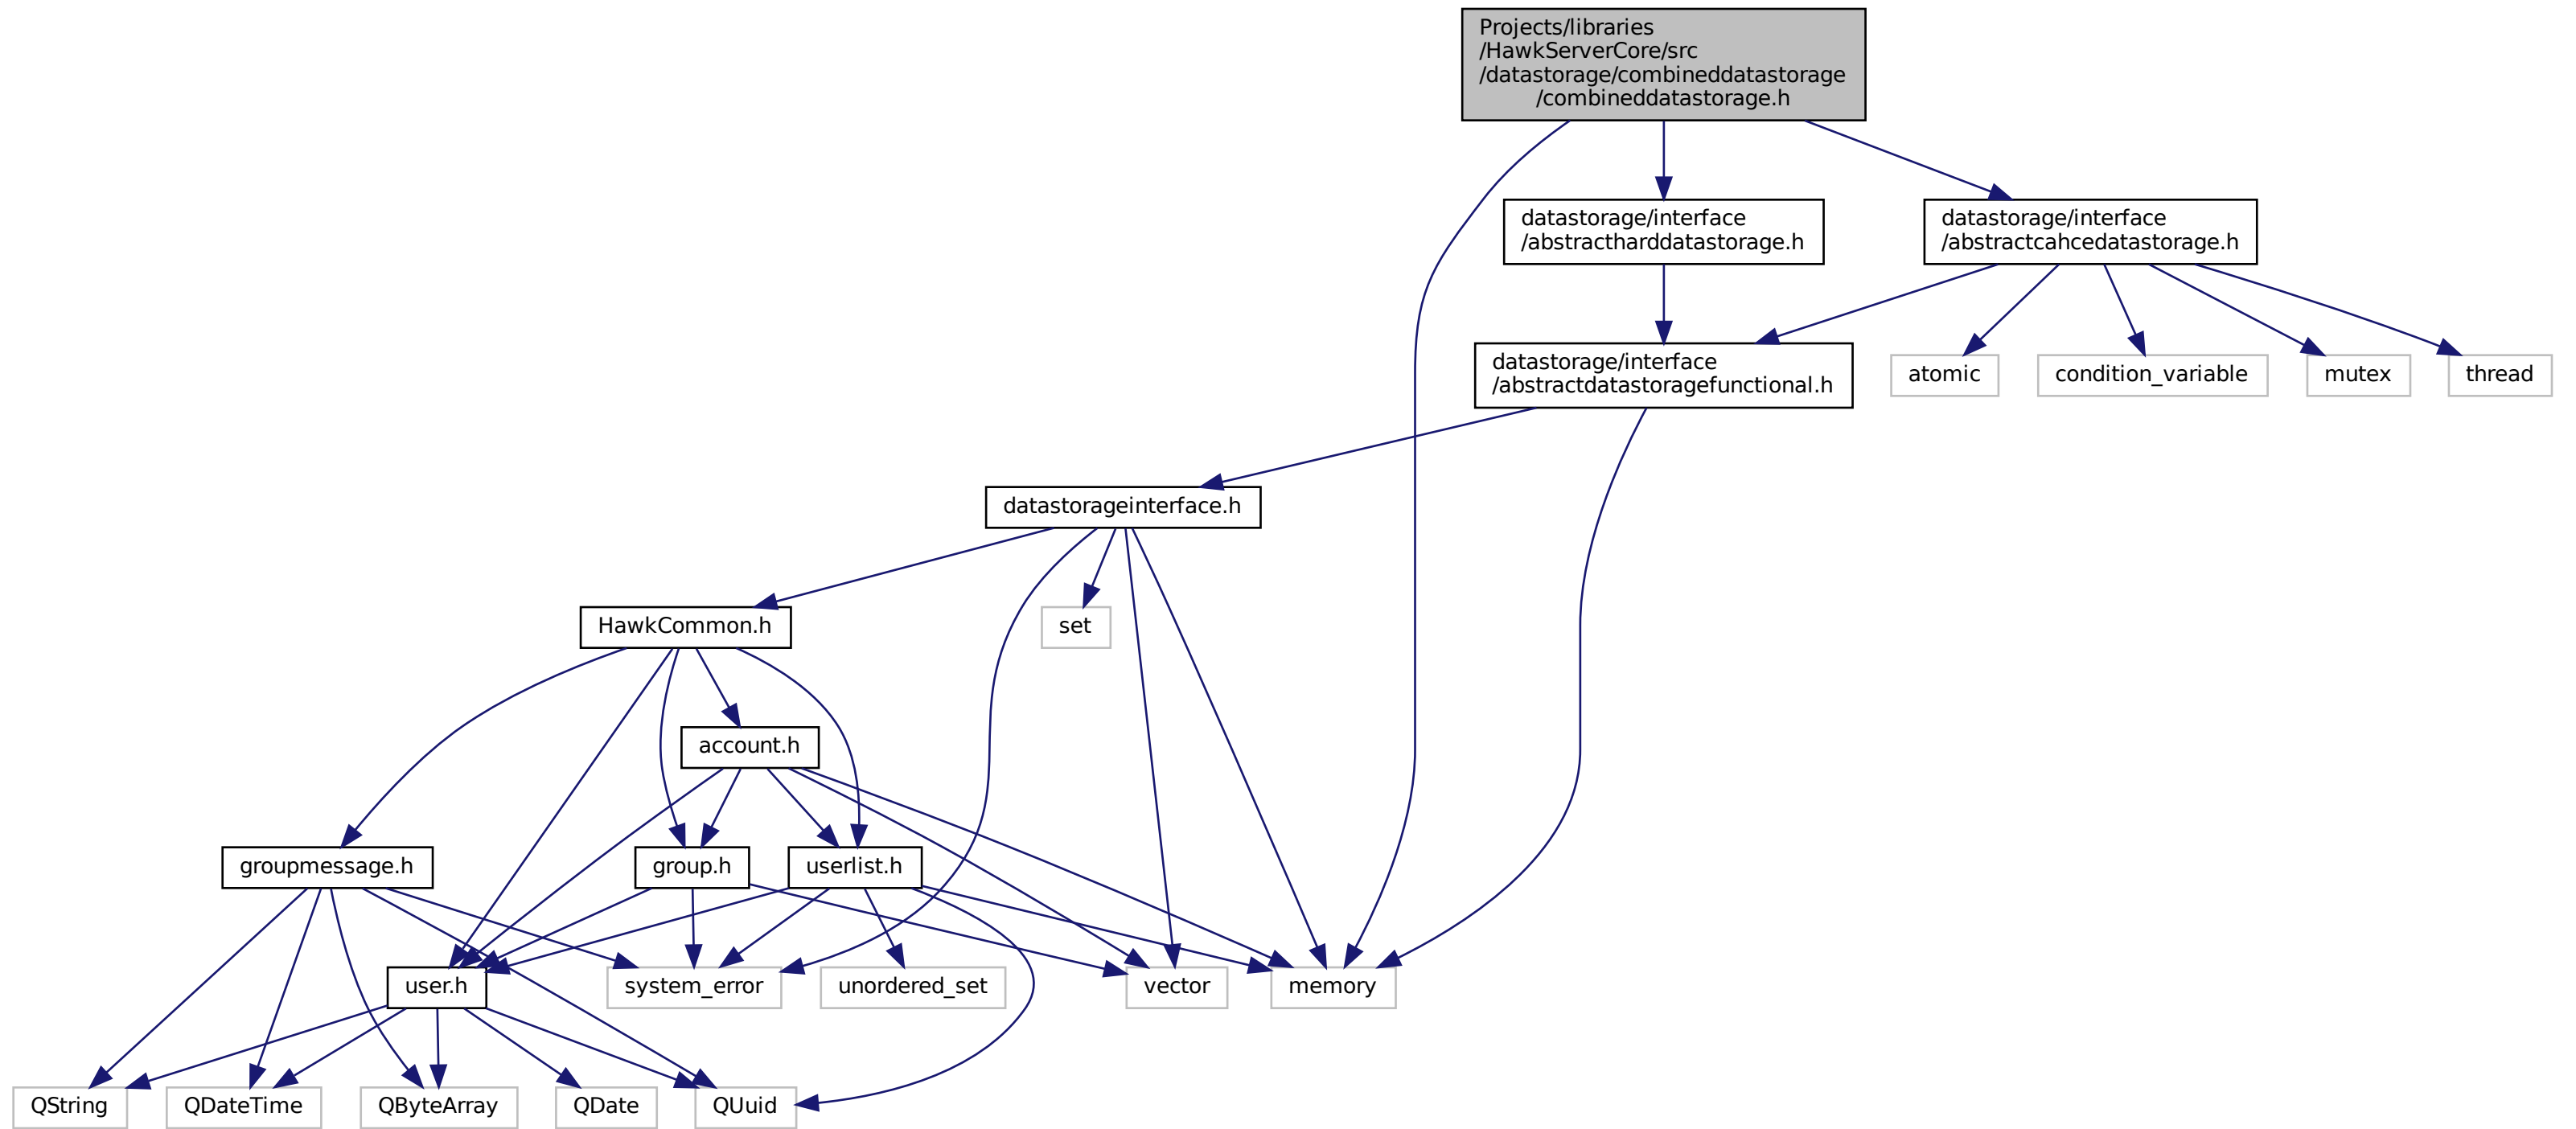 Projects/libraries
/HawkServerCore/src
/datastorage/combineddatastorage
/combineddatastorage.h
datastorage/interface
/abstractharddatastorage.h
datastorage/interface
/abstractcahcedatastorage.h
datastorage/interface
/abstractdatastoragefunctional.h
atomic
condition_variable
mutex
thread
datastorageinterface.h
HawkCommon.h
set
account.h
groupmessage.h
group.h
userlist.h
user.h
system_error
unordered_set
vector
memory
QString
QDateTime
QByteArray
QDate
QUuid